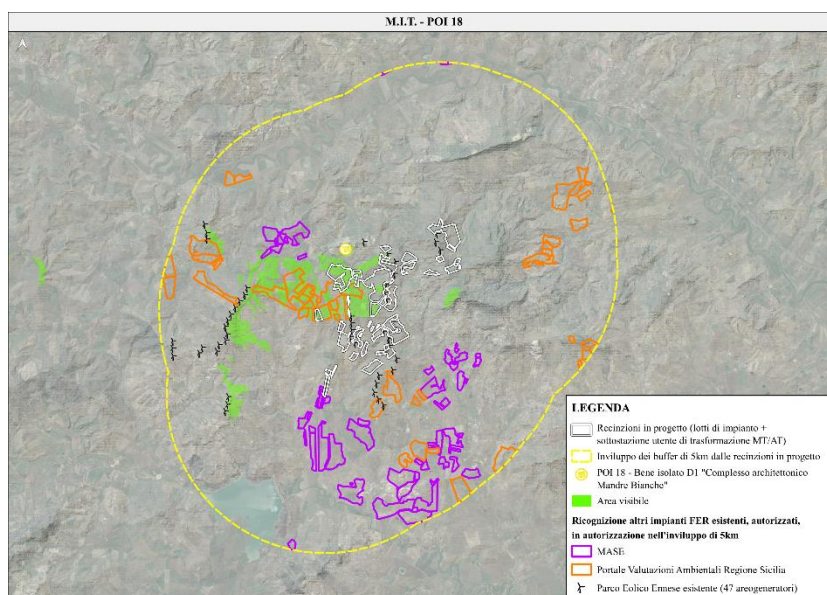 M.I.T. - POI 18
LEGENDA
Recinzioni in progetto (lotti di impianto +
sottostazione utente di trasformazione MT/AT)
Inviluppo dei buffer di 5km dalle recinzioni in progetto
POI 18 - Bene isolato D1 "Complesso architettonico
Mandre Bianche"
Area visibile
Ricognizione altri impianti FER esistenti, autorizzati,
in autorizzazione nell'inviluppo di 5km
MASE
Portale Valutazioni Ambientali Regione Sicilia
Parco Eolico Ennese esistente (47 areogeneratori)